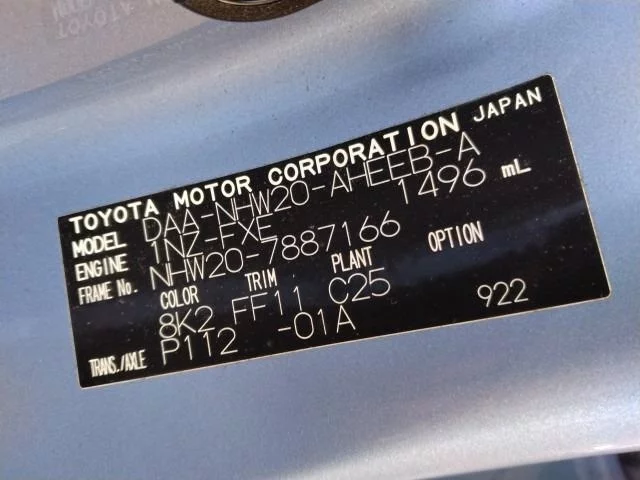 TOYOTA MOTOR CORPORATION JAPAN
MODEL DAA-NHW20-AHEEB-A
ENGINE 1NZ-FXE 1496 mL
FRAME No. NHW20-7887166
COLOR TRIM PLANT OPTION
8K2 FF11 C25
TRANS./AXLE P112 -01A 922